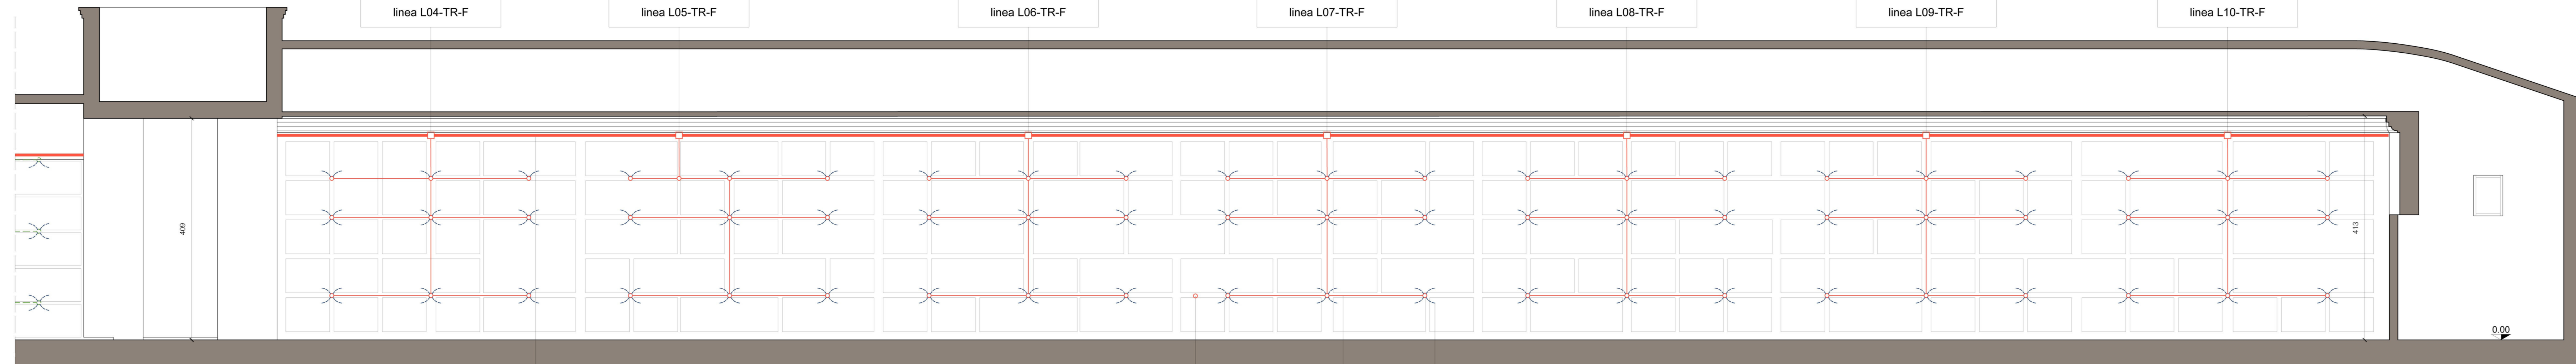 linea L04-TR-F
linea L05-TR-F
linea L06-TR-F
linea L07-TR-F
linea L08-TR-F
linea L09-TR-F
linea L10-TR-F
409
413
0.00